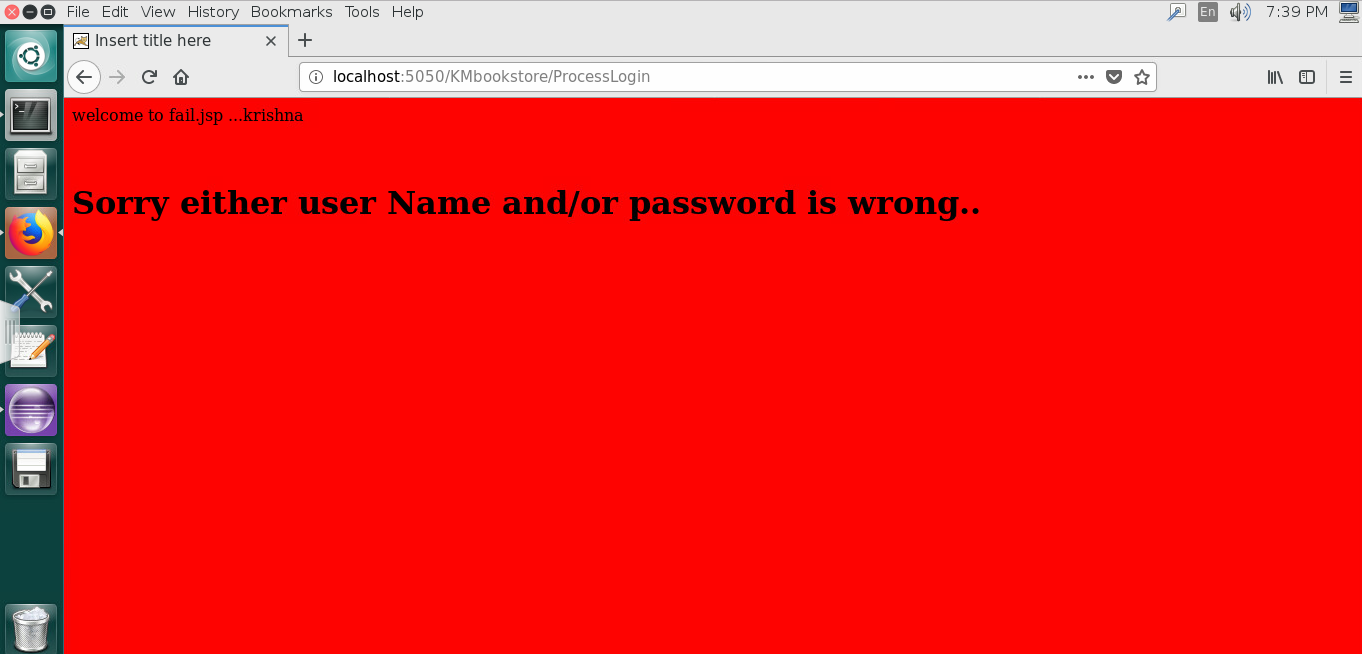 File Edit View History Bookmarks Tools Help
En
7:39 PM
Insert title here
localhost:5050/KMbookstore/ProcessLogin
welcome to fail.jsp ...krishna
Sorry either user Name and/or password is wrong..